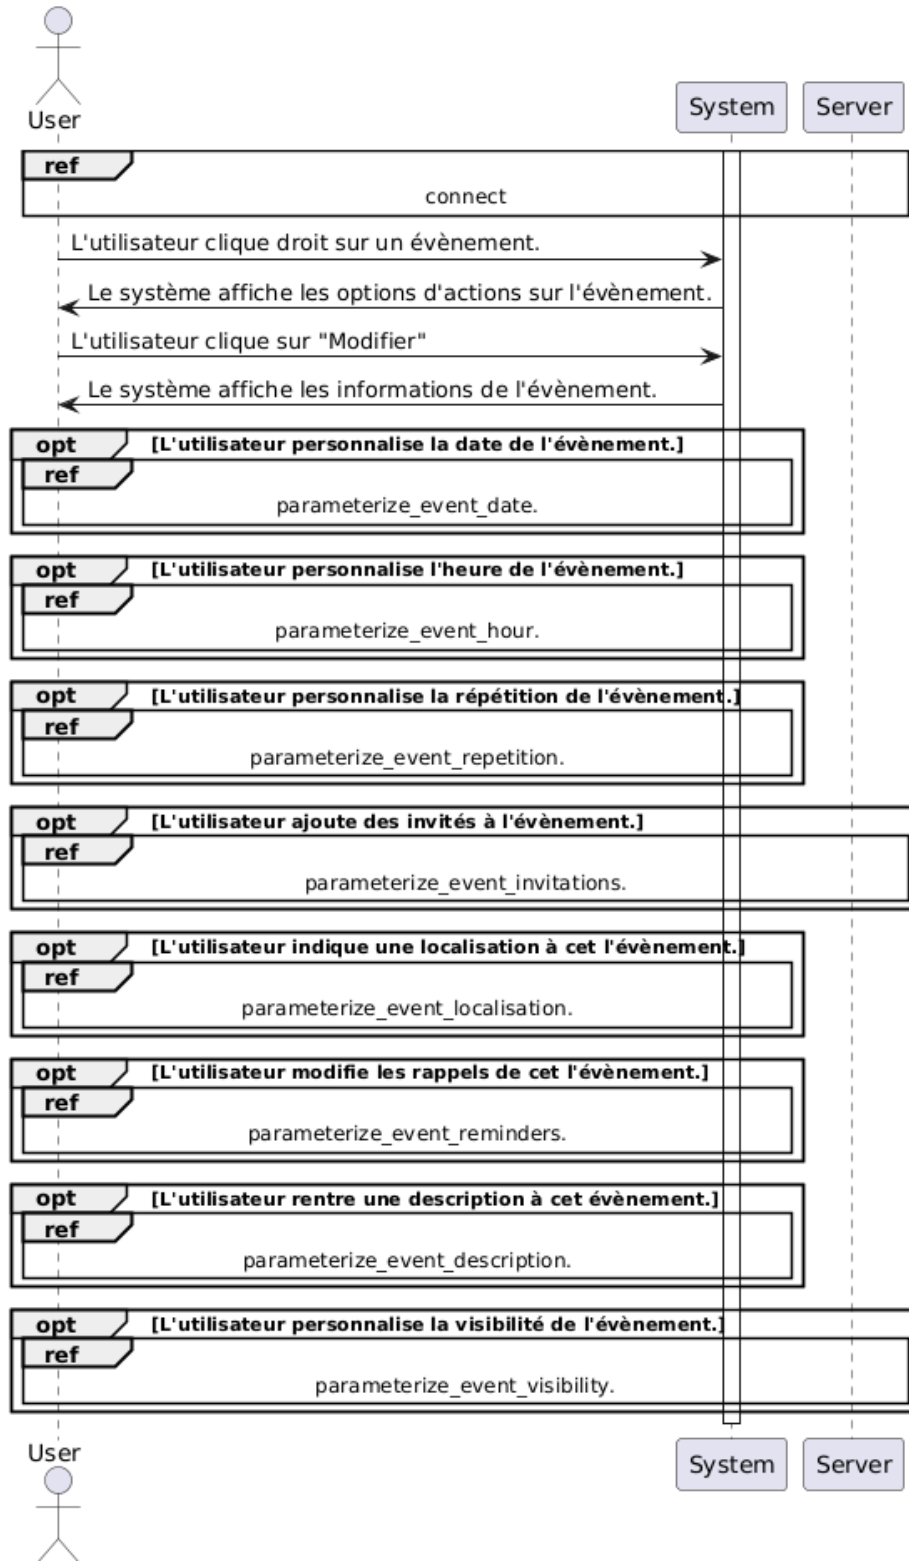 User
System
Server
ref
connect
L'utilisateur clique droit sur un évènement.
Le système affiche les options d'actions sur l'évènement.
L'utilisateur clique sur "Modifier"
Le système affiche les informations de l'évènement.
opt [L'utilisateur personnalise la date de l'évènement.]
ref
parameterize_event_date.
opt [L'utilisateur personnalise l'heure de l'évènement.]
ref
parameterize_event_hour.
opt [L'utilisateur personnalise la répétition de l'évènement.]
ref
parameterize_event_repetition.
opt [L'utilisateur ajoute des invités à l'évènement.]
ref
parameterize_event_invitations.
opt [L'utilisateur indique une localisation à cet l'évènement.]
ref
parameterize_event_localisation.
opt [L'utilisateur modifie les rappels de cet l'évènement.]
ref
parameterize_event_reminders.
opt [L'utilisateur rentre une description à cet évènement.]
ref
parameterize_event_description.
opt [L'utilisateur personnalise la visibilité de l'évènement.]
ref
parameterize_event_visibility.
User
System
Server